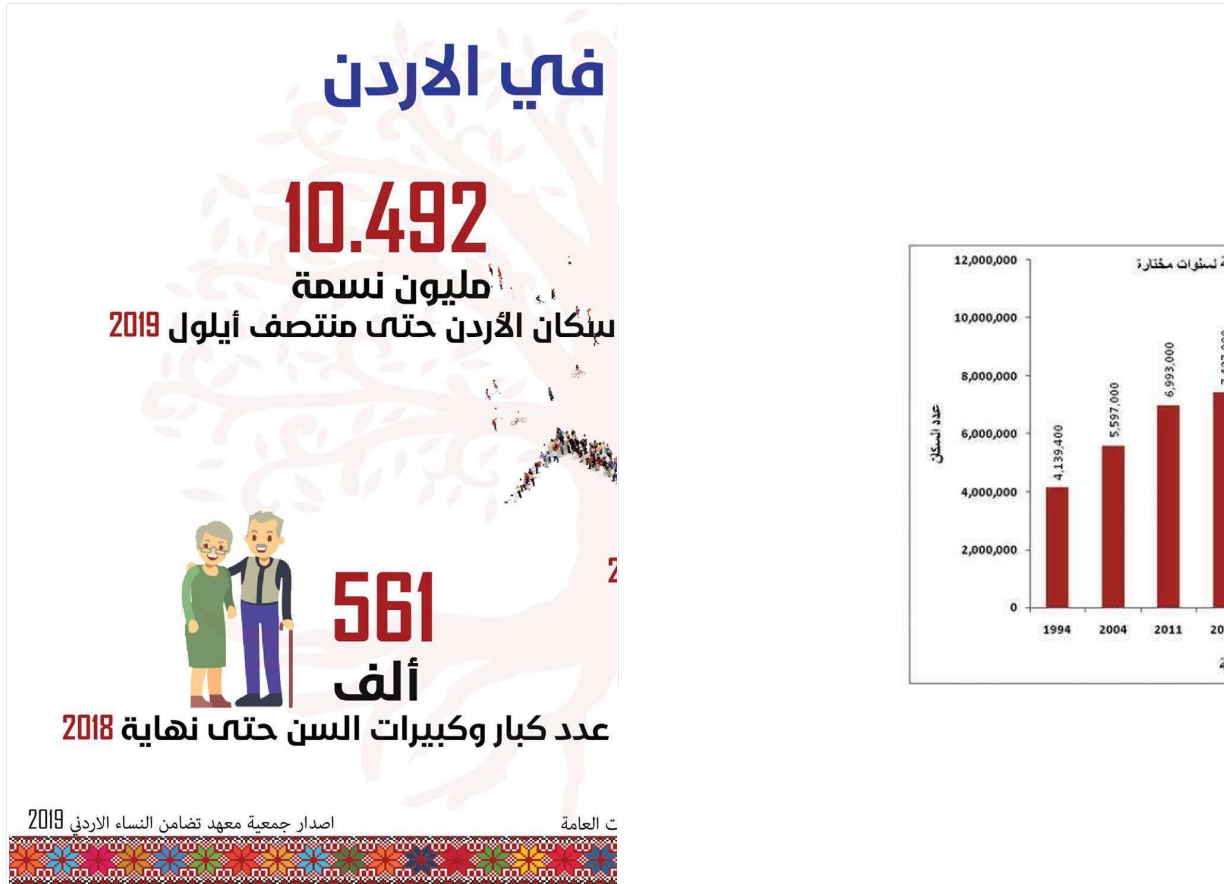 في الاردن
10.492
مليون نسمة
سكان الأردن حتى منتصف أيلول 2019
561
ألف
عدد كبار وكبيرات السن حتى نهاية 2018
اصدار جمعية معهد تضامن النساء الاردني 2019
العامة
لسنوات مختارة
12,000,000
10,000,000
8,000,000
6,000,000
4,000,000
2,000,000
0
عدد السكان
4,139,400
5,597,000
6,993,000
1994 2004 2011